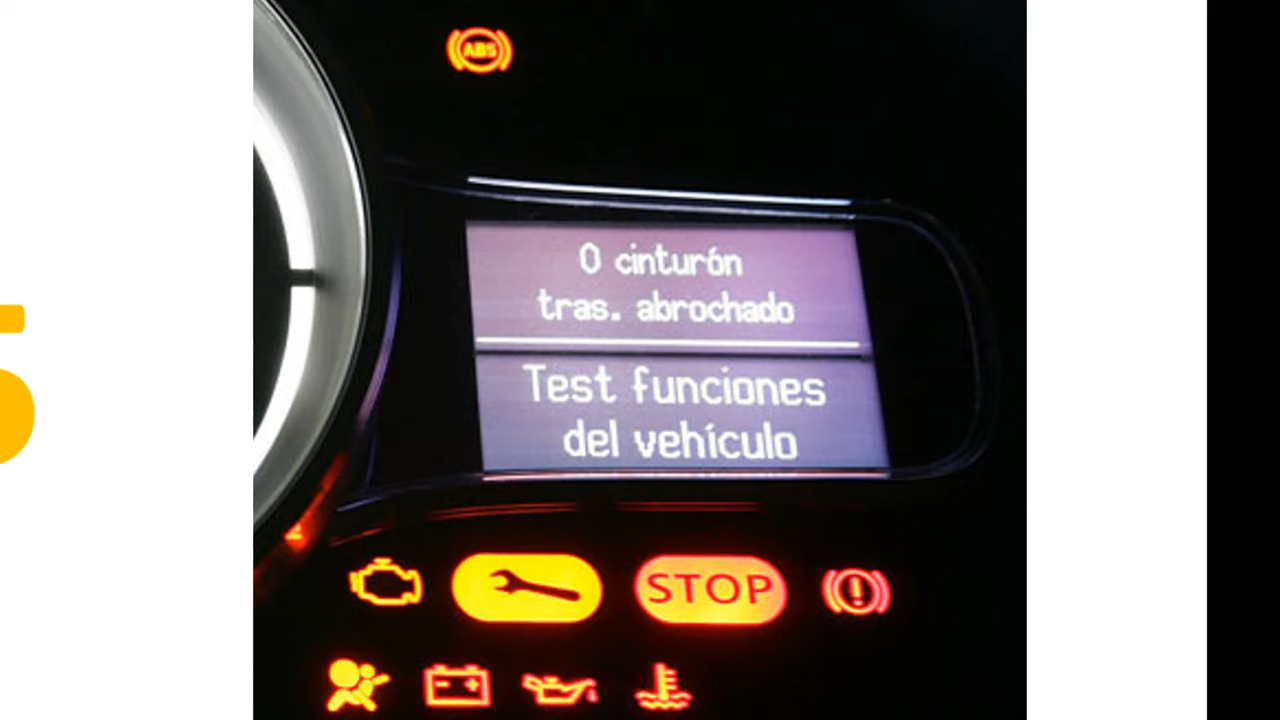 ABS
0 cinturón
tras. abrochado
Test funciones
del vehículo
STOP